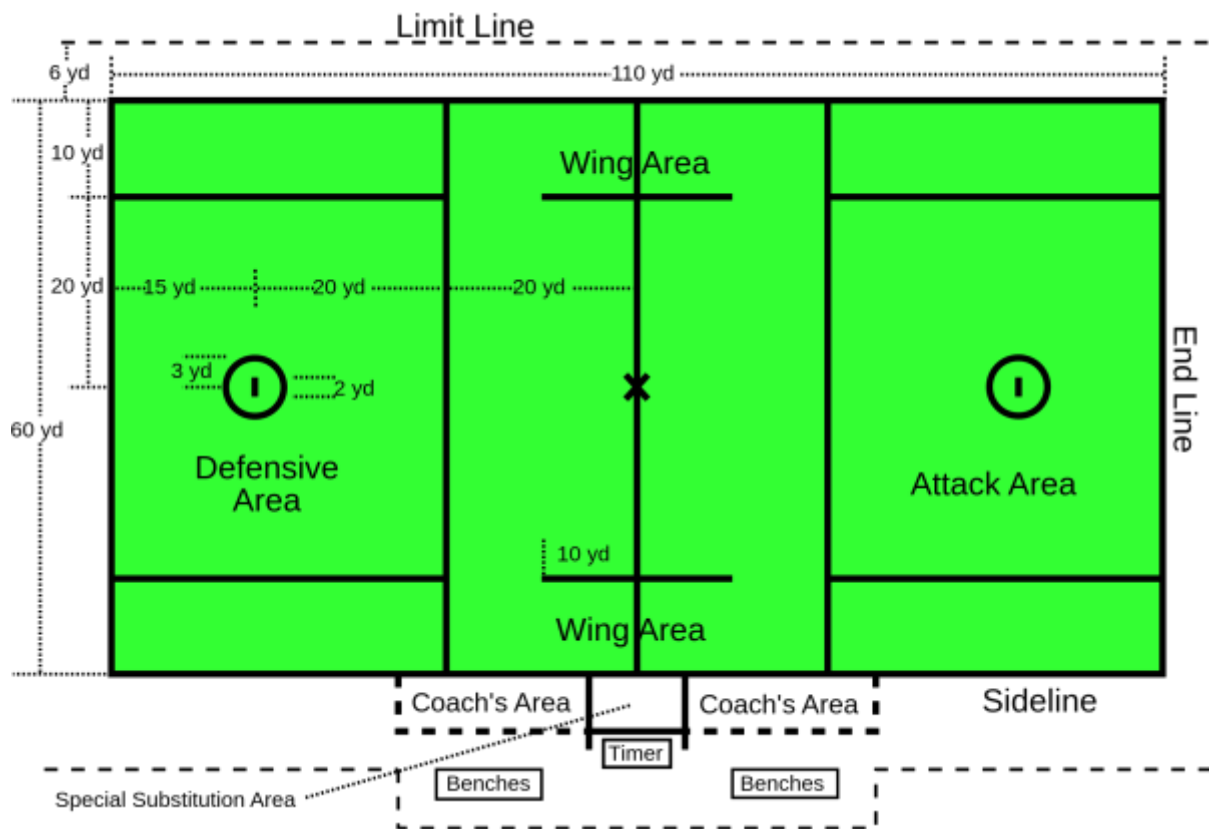 Limit Line
6 yd
110 yd
10 yd
Wing Area
20 yd
15 yd
20 yd
20 yd
3 yd
2 yd
End Line
60 yd
Defensive
Area
Attack Area
10 yd
Wing Area
Coach's Area
Coach's Area
Sideline
Timer
Benches
Benches
Special Substitution Area